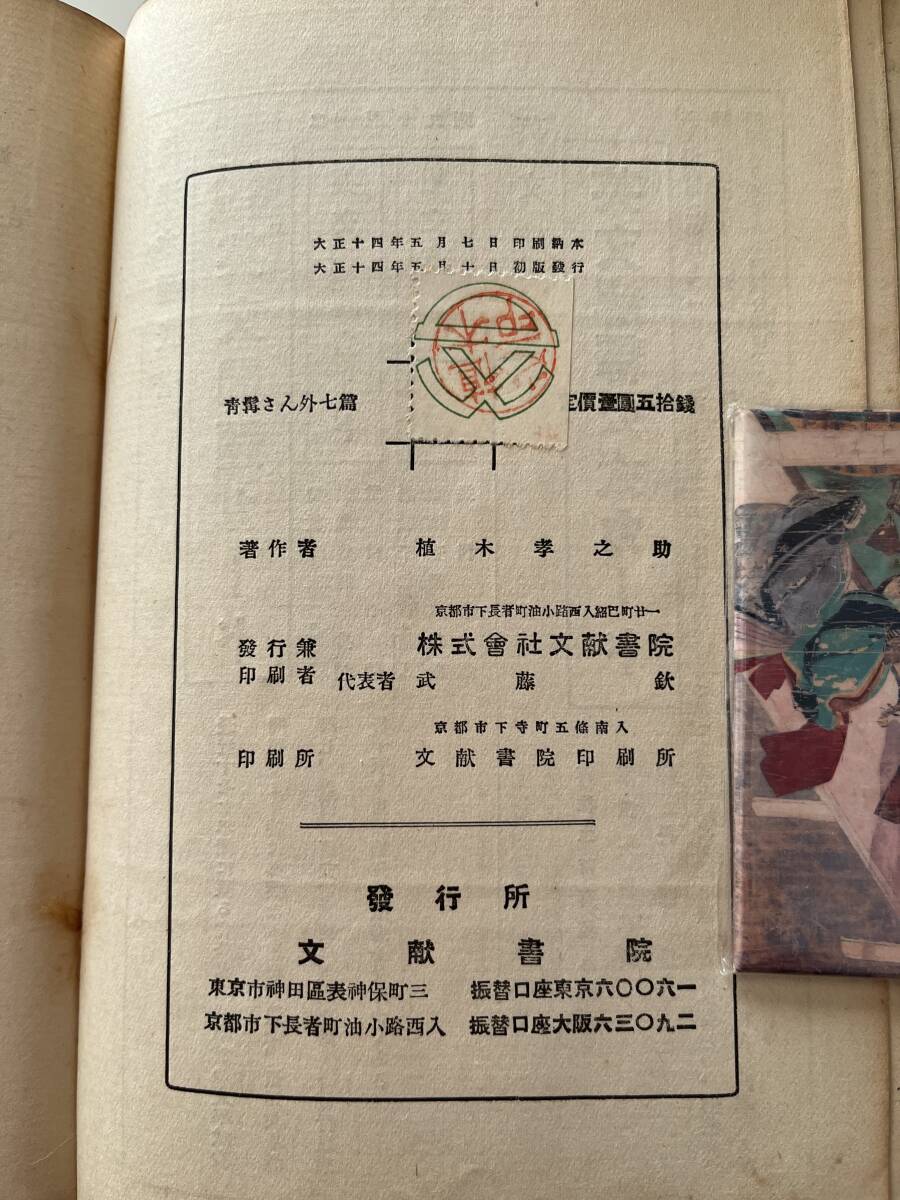 大正十四年五月七日印刷納本
大正十四年五月十日初版發行
青髯さん外七篇 定價壹圓五拾錢
著作者 植木孝之助
京都市下長者町油小路西入紹巴町廿一
發行兼印刷者 株式會社文献書院
代表者 武藤欽
京都市下寺町五條南入
印刷所 文献書院印刷所
發行所
文献書院
東京市神田區表神保町三 振替口座東京六〇〇六一
京都市下長者町油小路西入 振替口座大阪六三〇九二